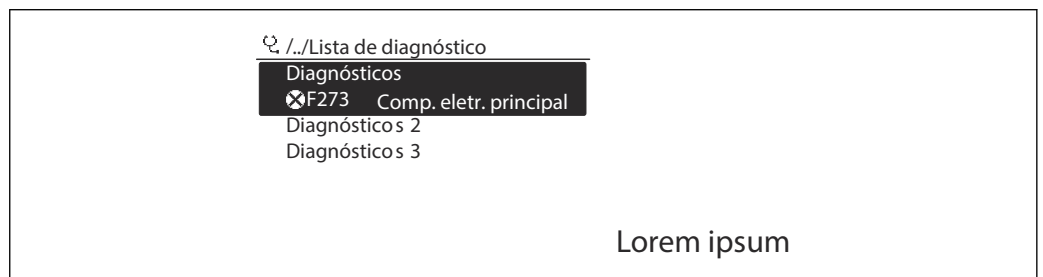 /../Lista de diagnóstico
Diagnósticos
F273 Comp. eletr. principal
Diagnósticos 2
Diagnósticos 3
Lorem ipsum